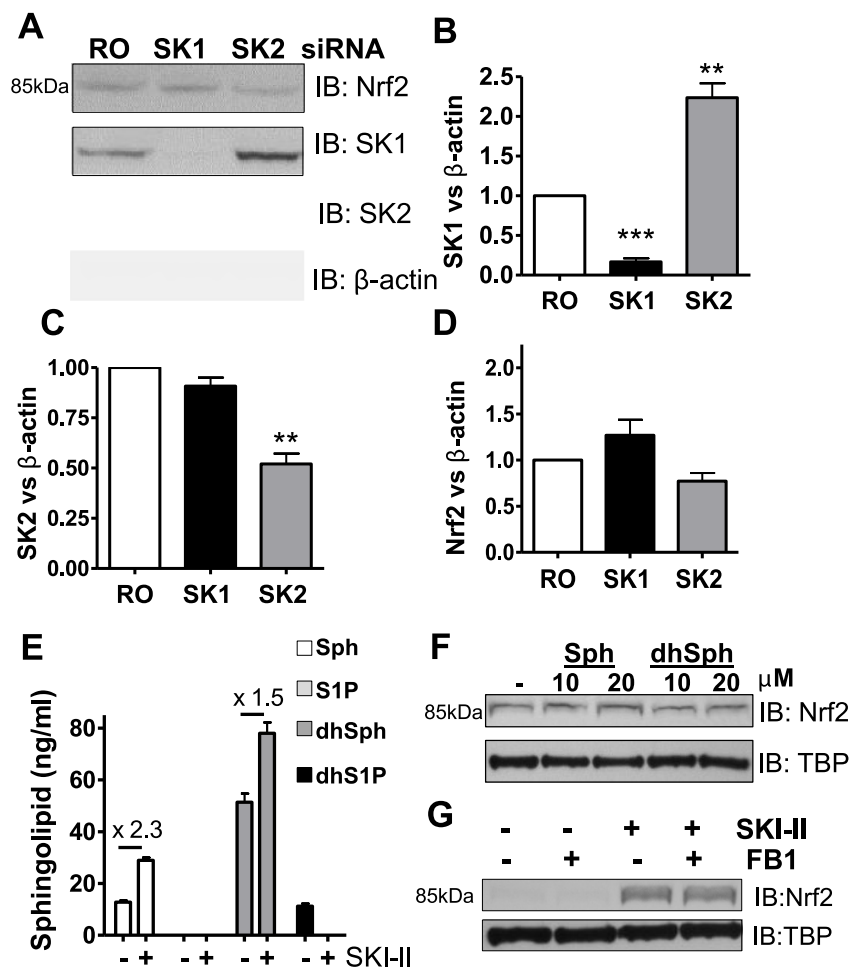 A
RO SK1 SK2 siRNA
85kDa
IB: Nrf2
IB: SK1
IB: SK2
IB: β-actin
B
SK1 vs β-actin
2.5
2.0
1.5
1.0
0.5
0.0
***
**
RO SK1 SK2
C
SK2 vs β-actin
1.00
0.75
0.50
0.25
0.00
**
RO SK1 SK2
D
Nrf2 vs β-actin
2.0
1.5
1.0
0.5
0.0
RO SK1 SK2
E
Sphingolipid (ng/ml)
80
60
40
20
0
x 2.3
x 1.5
Sph
S1P
dhSph
dhS1P
- + - + - + - + SKI-II
F
Sph dhSph
- 10 20 10 20 μM
85kDa
IB: Nrf2
IB: TBP
G
- - + + SKI-II
- + - + FB1
85kDa
IB:Nrf2
IB:TBP